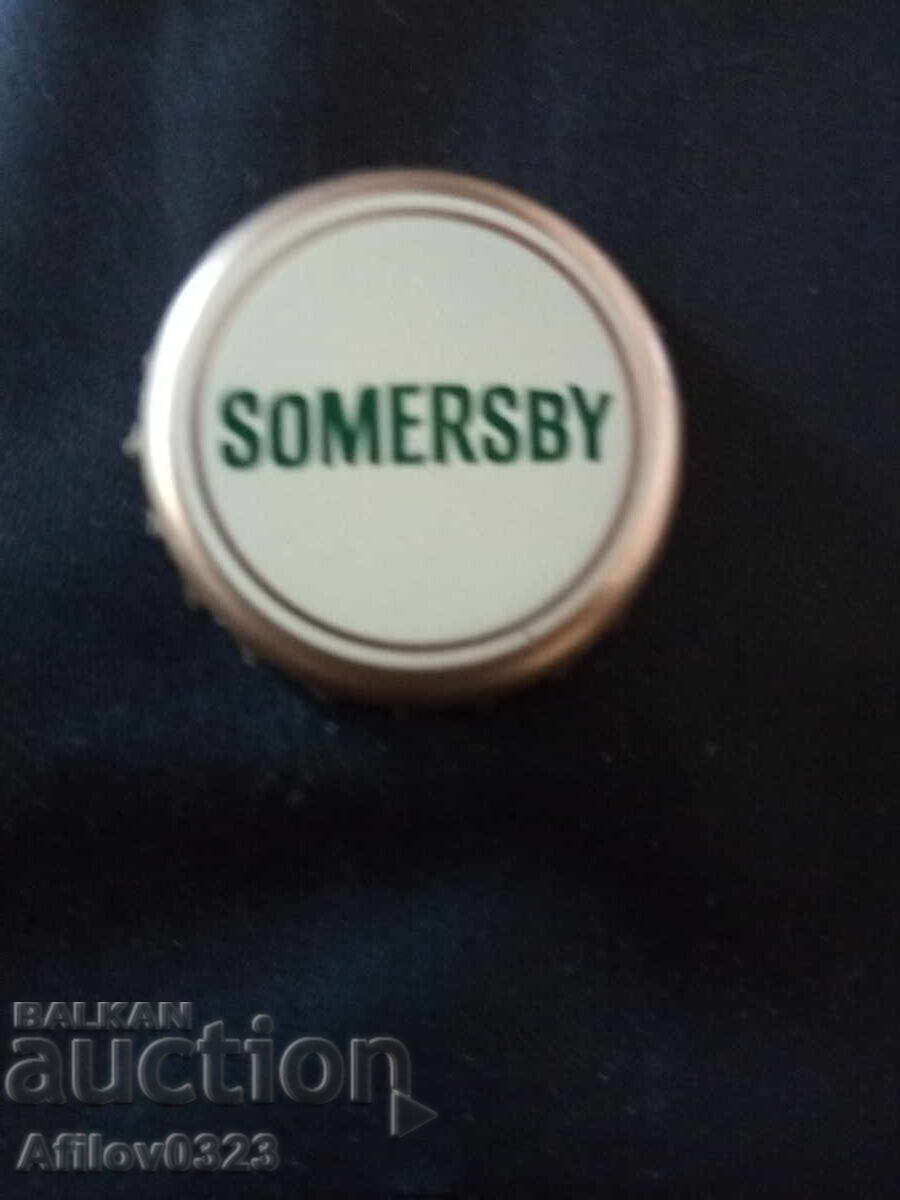 SOMERSBY
BALKAN
auction
Afilov0323